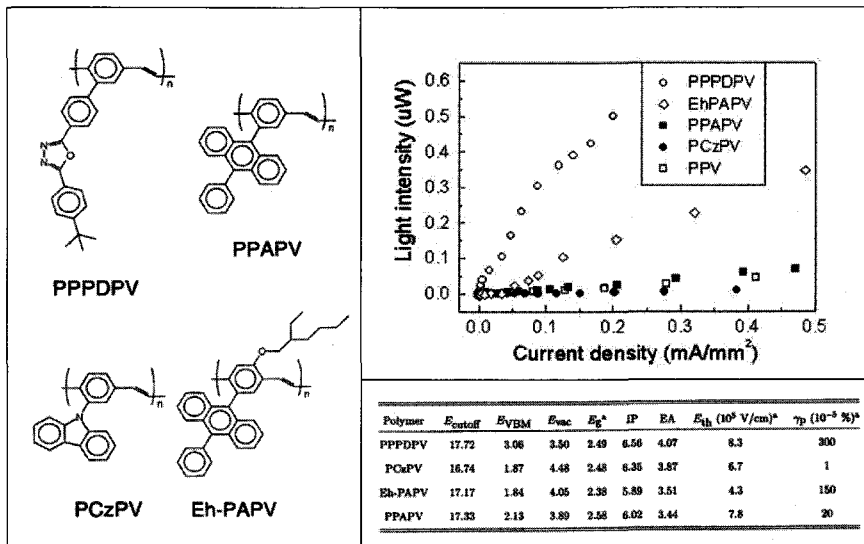 n
PPPDPV
N
N
O
n
PPAPV
n
N
PCzPV
O
n
Eh-PAPV
Light intensity (uW)
0.6
0.5
0.4
0.3
0.2
0.1
0.0
PPPDPV
EhPAPV
PPAPV
PCzPV
PPV
0.0 0.1 0.2 0.3 0.4 0.5
Current density (mA/mm²)
Polymer E_cutoff E_VBM E_vac E_g^a IP EA E_th (10⁵ V/cm)^a γ_p (10⁻⁵ %)^a
PPPDPV 17.72 3.06 3.50 2.49 6.56 4.07 8.3 300
PCzPV 16.74 1.87 4.48 2.48 6.35 3.87 6.7 1
Eh-PAPV 17.17 1.84 4.05 2.38 5.89 3.51 4.3 150
PPAPV 17.33 2.13 3.89 2.58 6.02 3.44 7.8 20